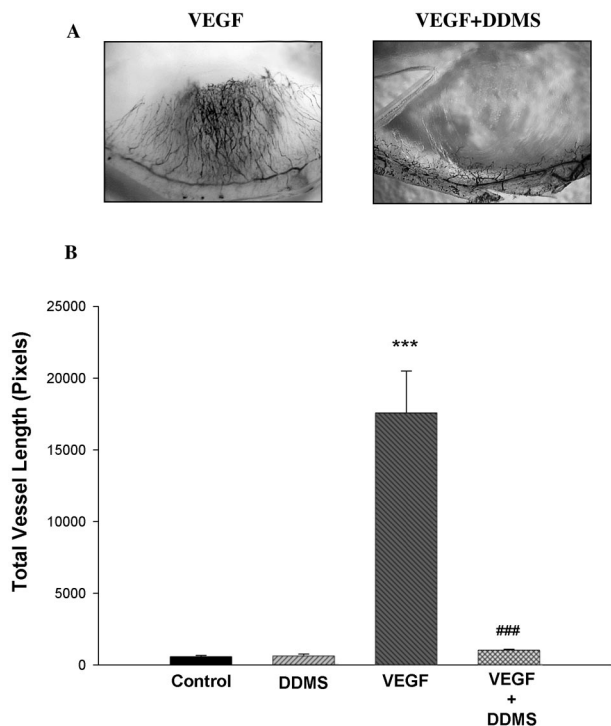 A
VEGF
VEGF+DDMS
B
Total Vessel Length (Pixels)
25000
20000
15000
10000
5000
0
***
###
Control
DDMS
VEGF
VEGF
+
DDMS